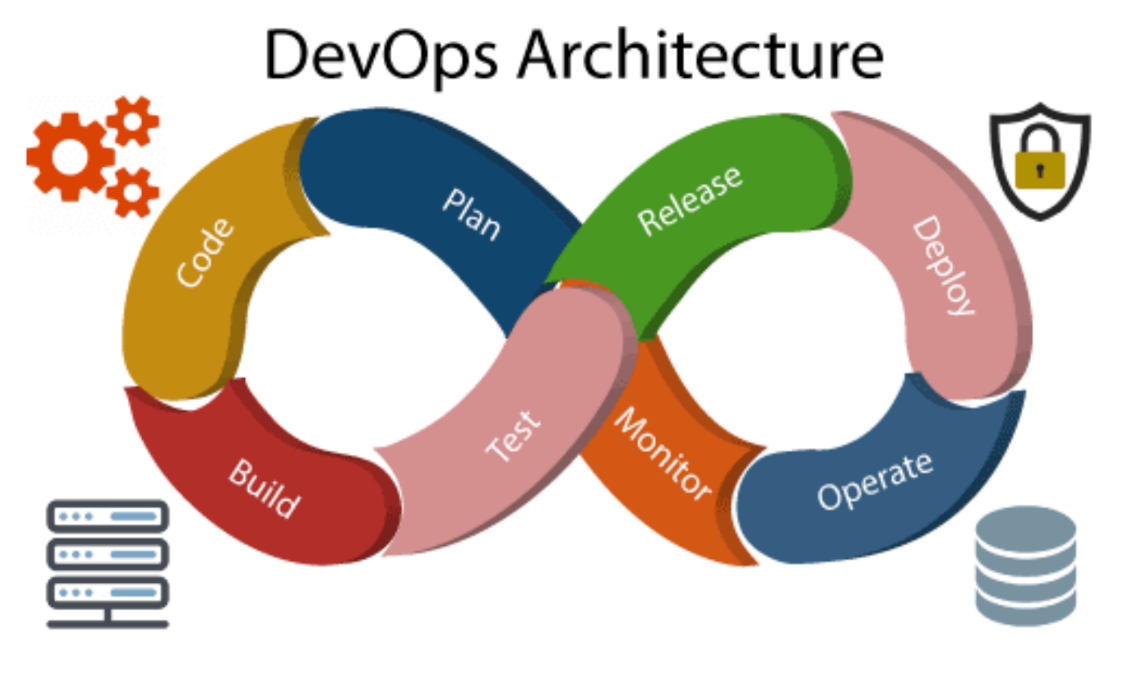 DevOps Architecture
Plan
Code
Build
Test
Release
Deploy
Operate
Monitor